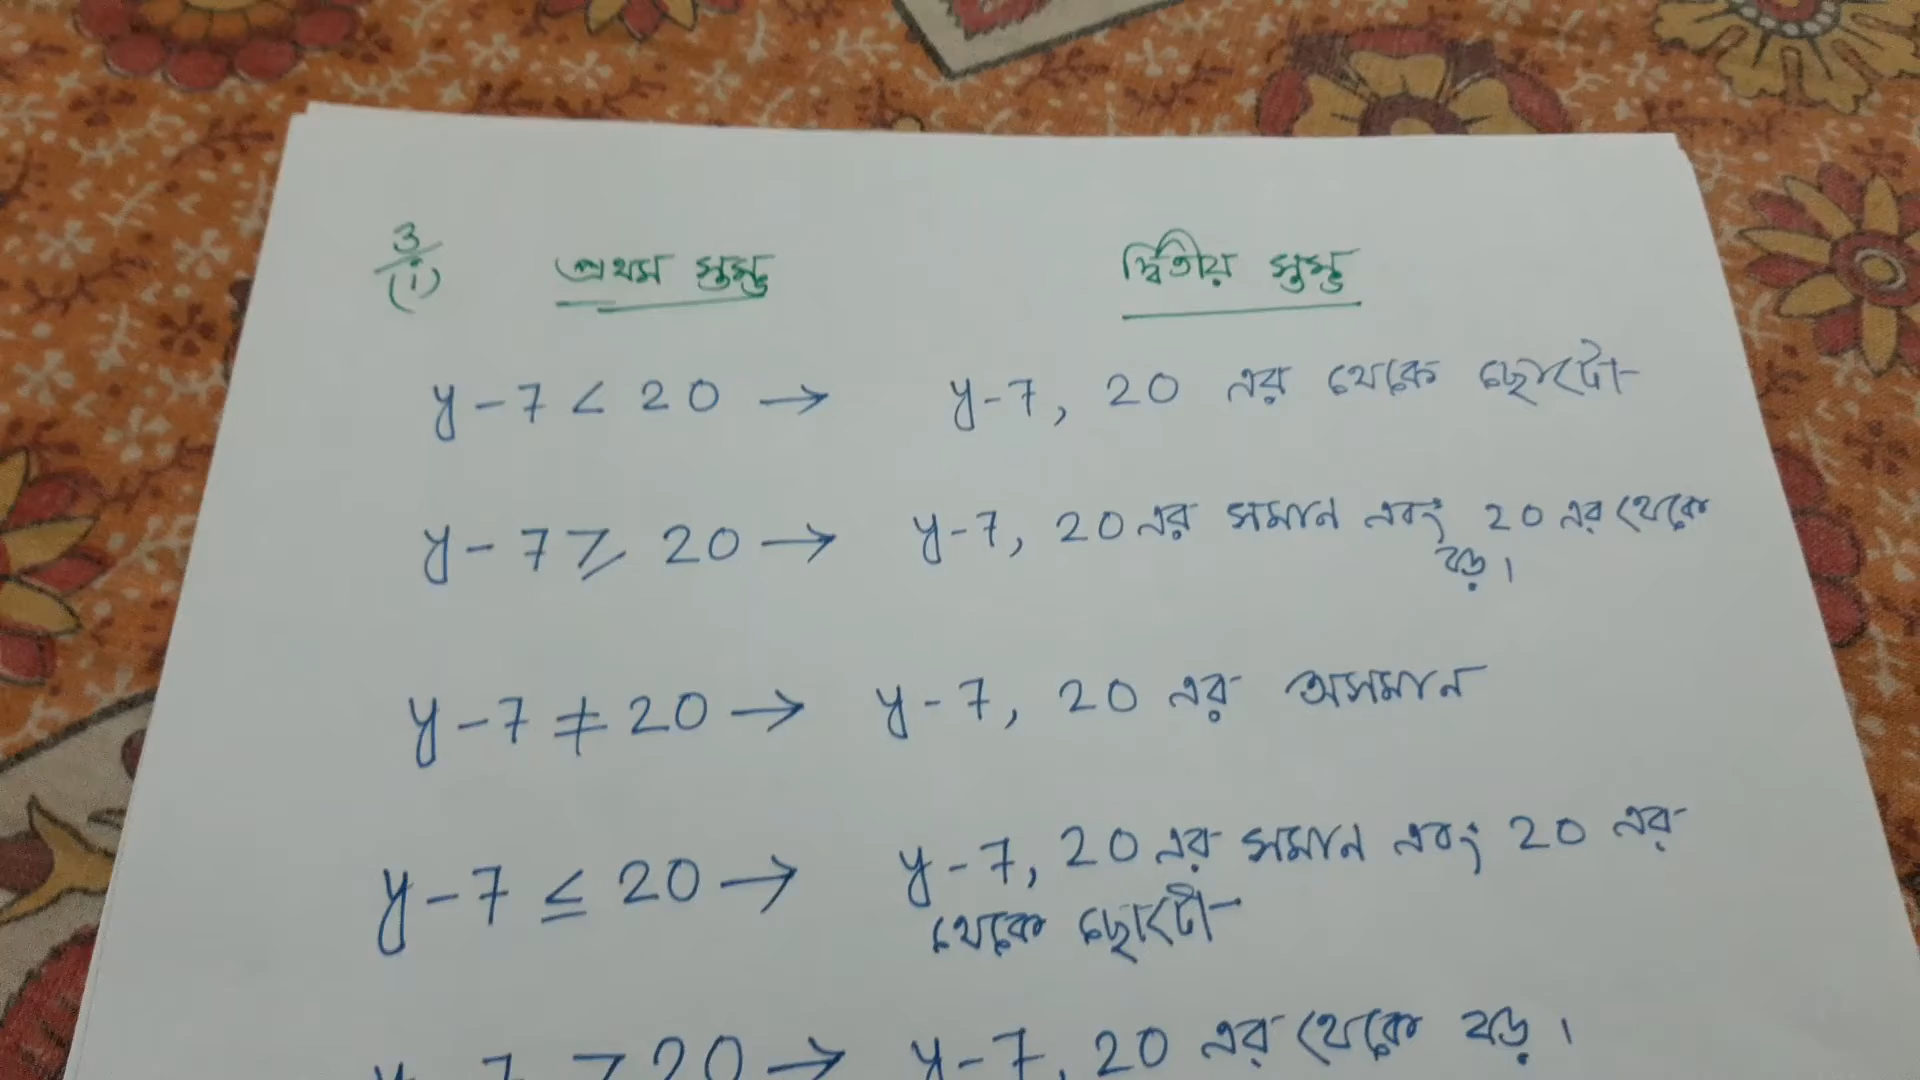 3/(i) প্রথম স্তম্ভ দ্বিতীয় স্তম্ভ
y-7 < 20 → y-7, 20 এর থেকে ছোটো
y-7 ≥ 20 → y-7, 20 এর সমান এবং 20 এর থেকে
বড়।
y-7 ≠ 20 → y-7, 20 এর অসমান
y-7 ≤ 20 → y-7, 20 এর সমান এবং 20 এর
থেকে ছোটো
y-7 > 20 → y-7, 20 এর থেকে বড়।